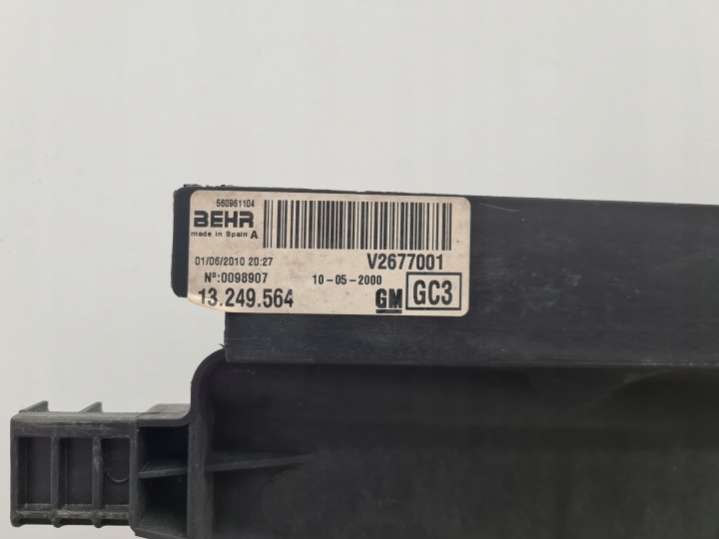 560961104
BEHR
made in Spain A
01/06/2010 20:27
V2677001
Nº:0098907
10-05-2000
13.249.564
GM
GC3